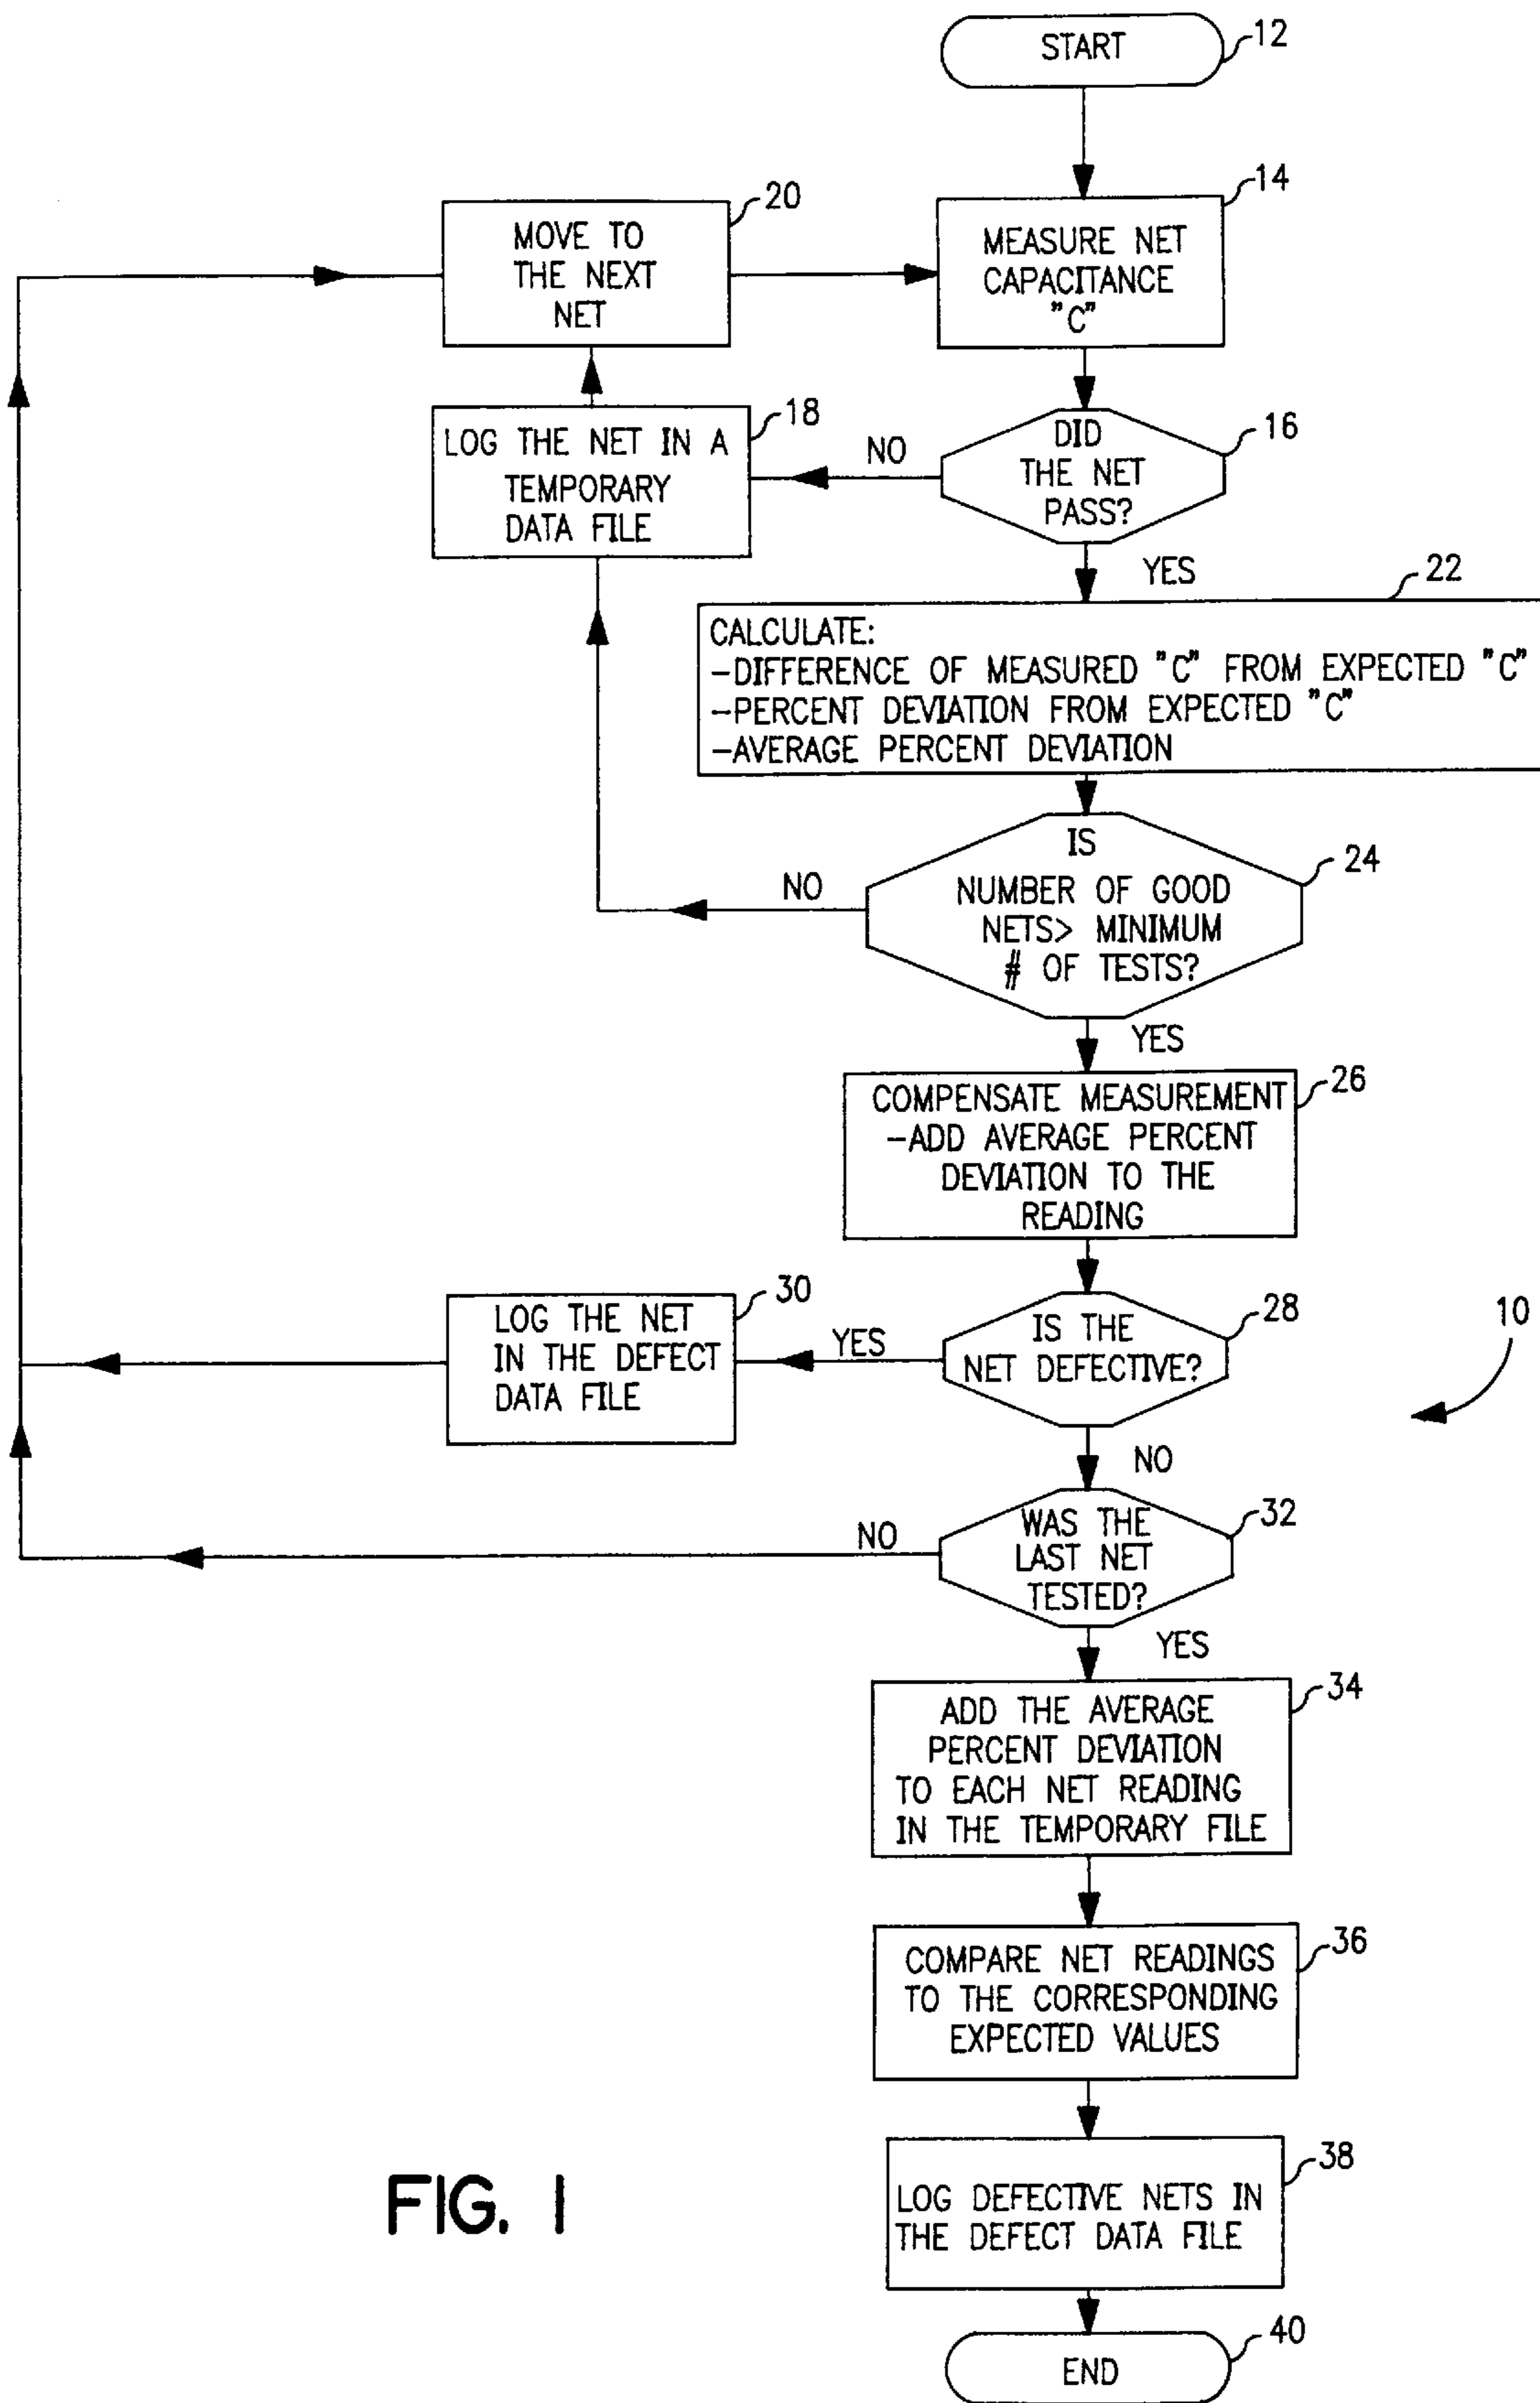 START
12
20
MOVE TO
THE NEXT
NET
14
MEASURE NET
CAPACITANCE
"C"
18
LOG THE NET IN A
TEMPORARY
DATA FILE
NO
16
DID
THE NET
PASS?
YES
22
CALCULATE:
-DIFFERENCE OF MEASURED "C" FROM EXPECTED "C"
-PERCENT DEVIATION FROM EXPECTED "C"
-AVERAGE PERCENT DEVIATION
24
IS
NUMBER OF GOOD
NETS> MINIMUM
# OF TESTS?
NO
YES
26
COMPENSATE MEASUREMENT
-ADD AVERAGE PERCENT
DEVIATION TO THE
READING
30
LOG THE NET
IN THE DEFECT
DATA FILE
YES
28
IS THE
NET DEFECTIVE?
10
NO
32
WAS THE
LAST NET
TESTED?
NO
YES
34
ADD THE AVERAGE
PERCENT DEVIATION
TO EACH NET READING
IN THE TEMPORARY FILE
36
COMPARE NET READINGS
TO THE CORRESPONDING
EXPECTED VALUES
38
LOG DEFECTIVE NETS IN
THE DEFECT DATA FILE
FIG. 1
40
END